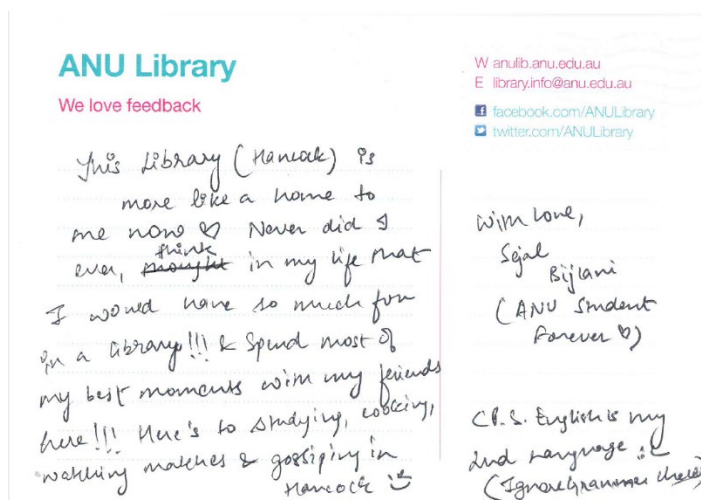 ANU Library
We love feedback
W anulib.anu.edu.au
E library.info@anu.edu.au
facebook.com/ANULibrary
twitter.com/ANULibrary
This Library (Hancock) is
more like a home to
me now ♡ Never did I
think
ever, thought in my life that
I would have so much fun
in a library!!! & Spend most of
my best moments with my friends
here!!! Here's to studying, cooking,
watching matches & gossiping in
Hancock
With Love,
Sejal
Bijlani
(ANU Student
Forever ♡)
(P.S. English is my
2nd Language
(Ignore Grammer